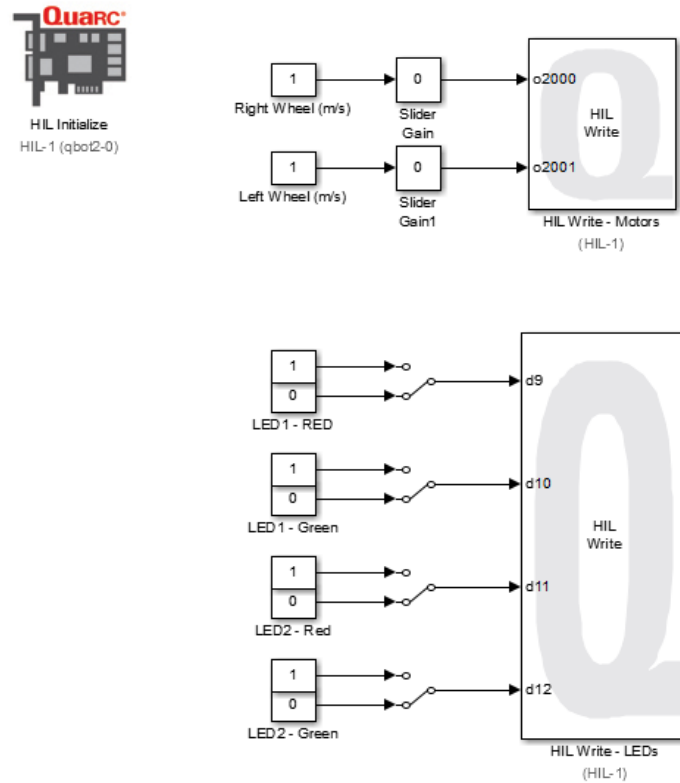 QUARC®
HIL Initialize
HIL-1 (qbot2-0)
1
Right Wheel (m/s)
0
Slider
Gain
o2000
1
Left Wheel (m/s)
0
Slider
Gain1
o2001
HIL
Write
HIL Write - Motors
(HIL-1)
1
0
LED1 - RED
d9
1
0
LED1 - Green
d10
1
0
LED2 - Red
d11
1
0
LED2 - Green
d12
HIL
Write
HIL Write - LEDs
(HIL-1)